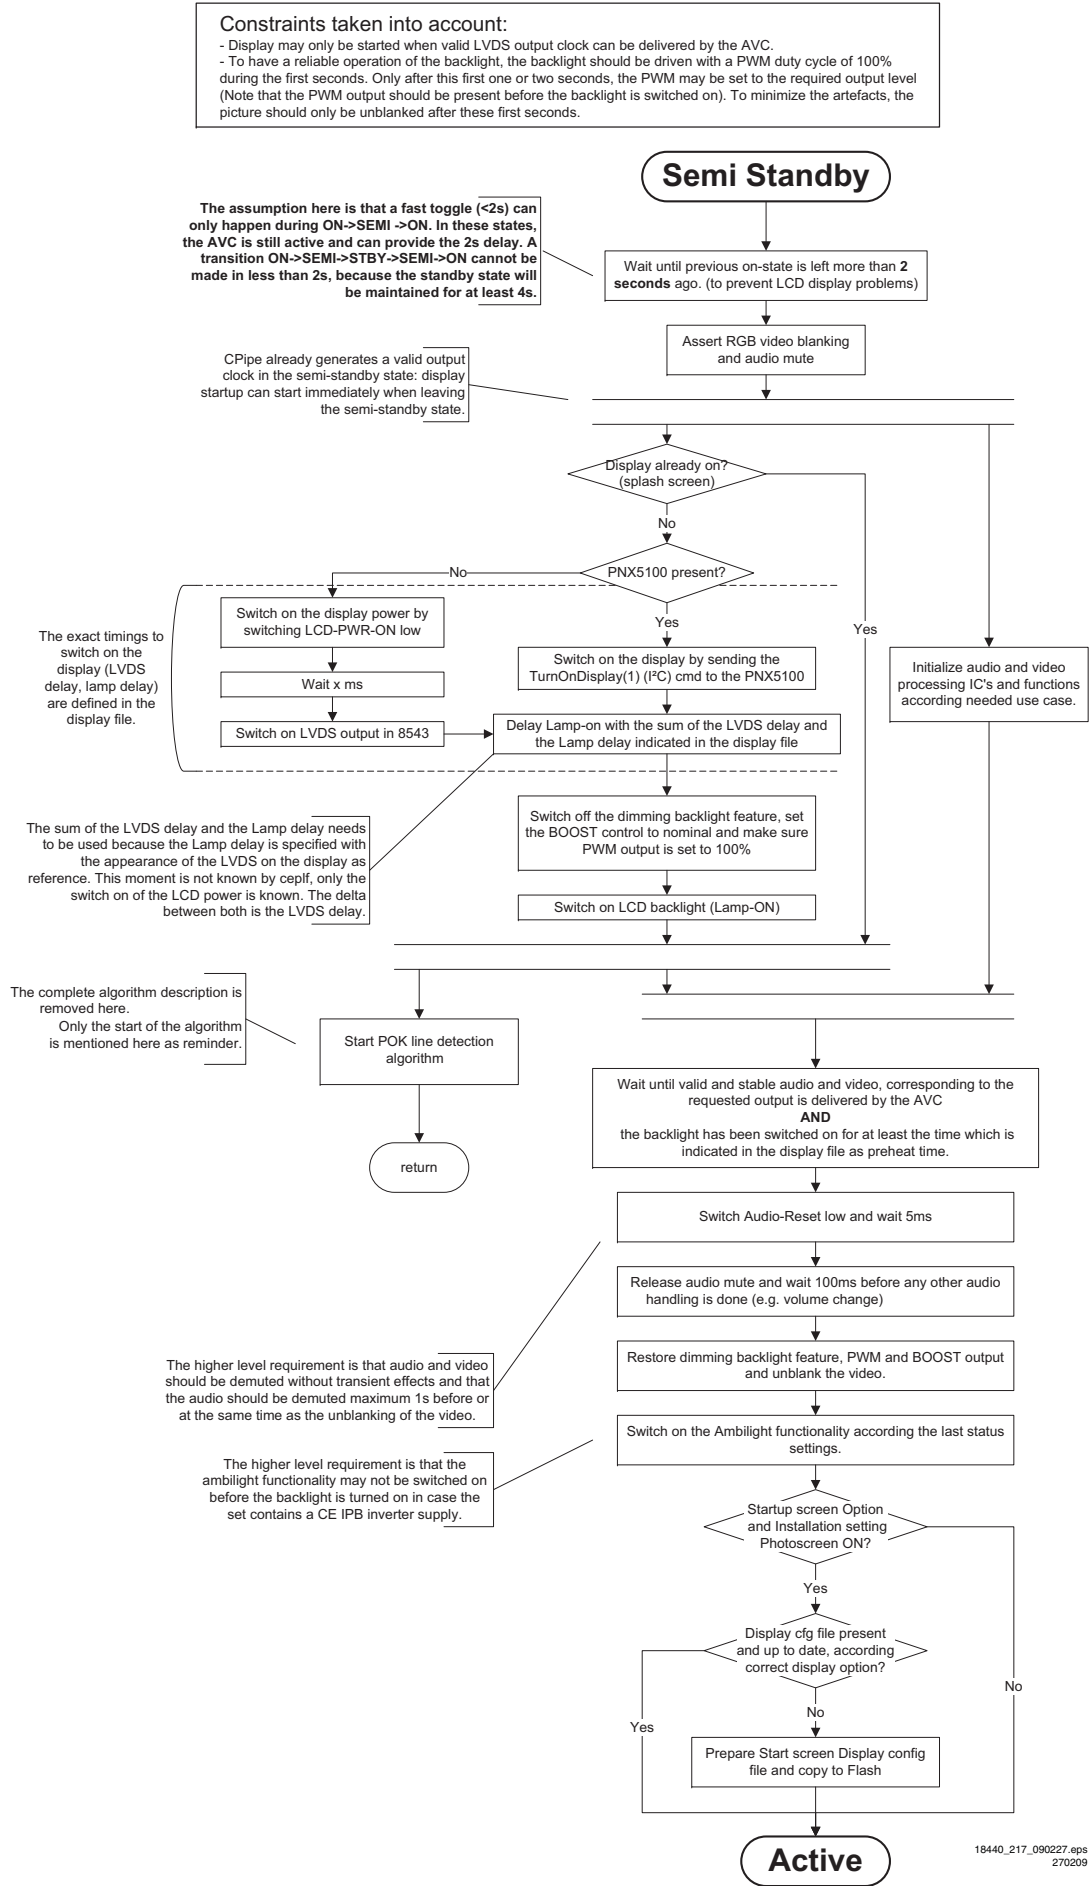 Constraints taken into account:
- Display may only be started when valid LVDS output clock can be delivered by the AVC.
- To have a reliable operation of the backlight, the backlight should be driven with a PWM duty cycle of 100%
during the first seconds. Only after this first one or two seconds, the PWM may be set to the required output level
(Note that the PWM output should be present before the backlight is switched on). To minimize the artefacts, the
picture should only be unblanked after these first seconds.
Semi Standby
The assumption here is that a fast toggle (<2s) can
only happen during ON->SEMI ->ON. In these states,
the AVC is still active and can provide the 2s delay. A
transition ON->SEMI->STBY->SEMI->ON cannot be
made in less than 2s, because the standby state will
be maintained for at least 4s.
Wait until previous on-state is left more than 2
seconds ago. (to prevent LCD display problems)
Assert RGB video blanking
and audio mute
CPipe already generates a valid output
clock in the semi-standby state: display
startup can start immediately when leaving
the semi-standby state.
Display already on?
(splash screen)
No
PNX5100 present?
No
Yes
Yes
Switch on the display power by
switching LCD-PWR-ON low
Wait x ms
Switch on LVDS output in 8543
The exact timings to
switch on the
display (LVDS
delay, lamp delay)
are defined in the
display file.
Switch on the display by sending the
TurnOnDisplay(1) (I²C) cmd to the PNX5100
Delay Lamp-on with the sum of the LVDS delay and
the Lamp delay indicated in the display file
Initialize audio and video
processing IC's and functions
according needed use case.
Switch off the dimming backlight feature, set
the BOOST control to nominal and make sure
PWM output is set to 100%
The sum of the LVDS delay and the Lamp delay needs
to be used because the Lamp delay is specified with
the appearance of the LVDS on the display as
reference. This moment is not known by ceplf, only the
switch on of the LCD power is known. The delta
between both is the LVDS delay.
Switch on LCD backlight (Lamp-ON)
The complete algorithm description is
removed here.
Only the start of the algorithm
is mentioned here as reminder.
Start POK line detection
algorithm
return
Wait until valid and stable audio and video, corresponding to the
requested output is delivered by the AVC
AND
the backlight has been switched on for at least the time which is
indicated in the display file as preheat time.
Switch Audio-Reset low and wait 5ms
Release audio mute and wait 100ms before any other audio
handling is done (e.g. volume change)
Restore dimming backlight feature, PWM and BOOST output
and unblank the video.
The higher level requirement is that audio and video
should be demuted without transient effects and that
the audio should be demuted maximum 1s before or
at the same time as the unblanking of the video.
Switch on the Ambilight functionality according the last status
settings.
The higher level requirement is that the
ambilight functionality may not be switched on
before the backlight is turned on in case the
set contains a CE IPB inverter supply.
Startup screen Option
and Installation setting
Photoscreen ON?
Yes
Display cfg file present
and up to date, according
correct display option?
No
No
Yes
Prepare Start screen Display config
file and copy to Flash
Active
18440_217_090227.eps
270209